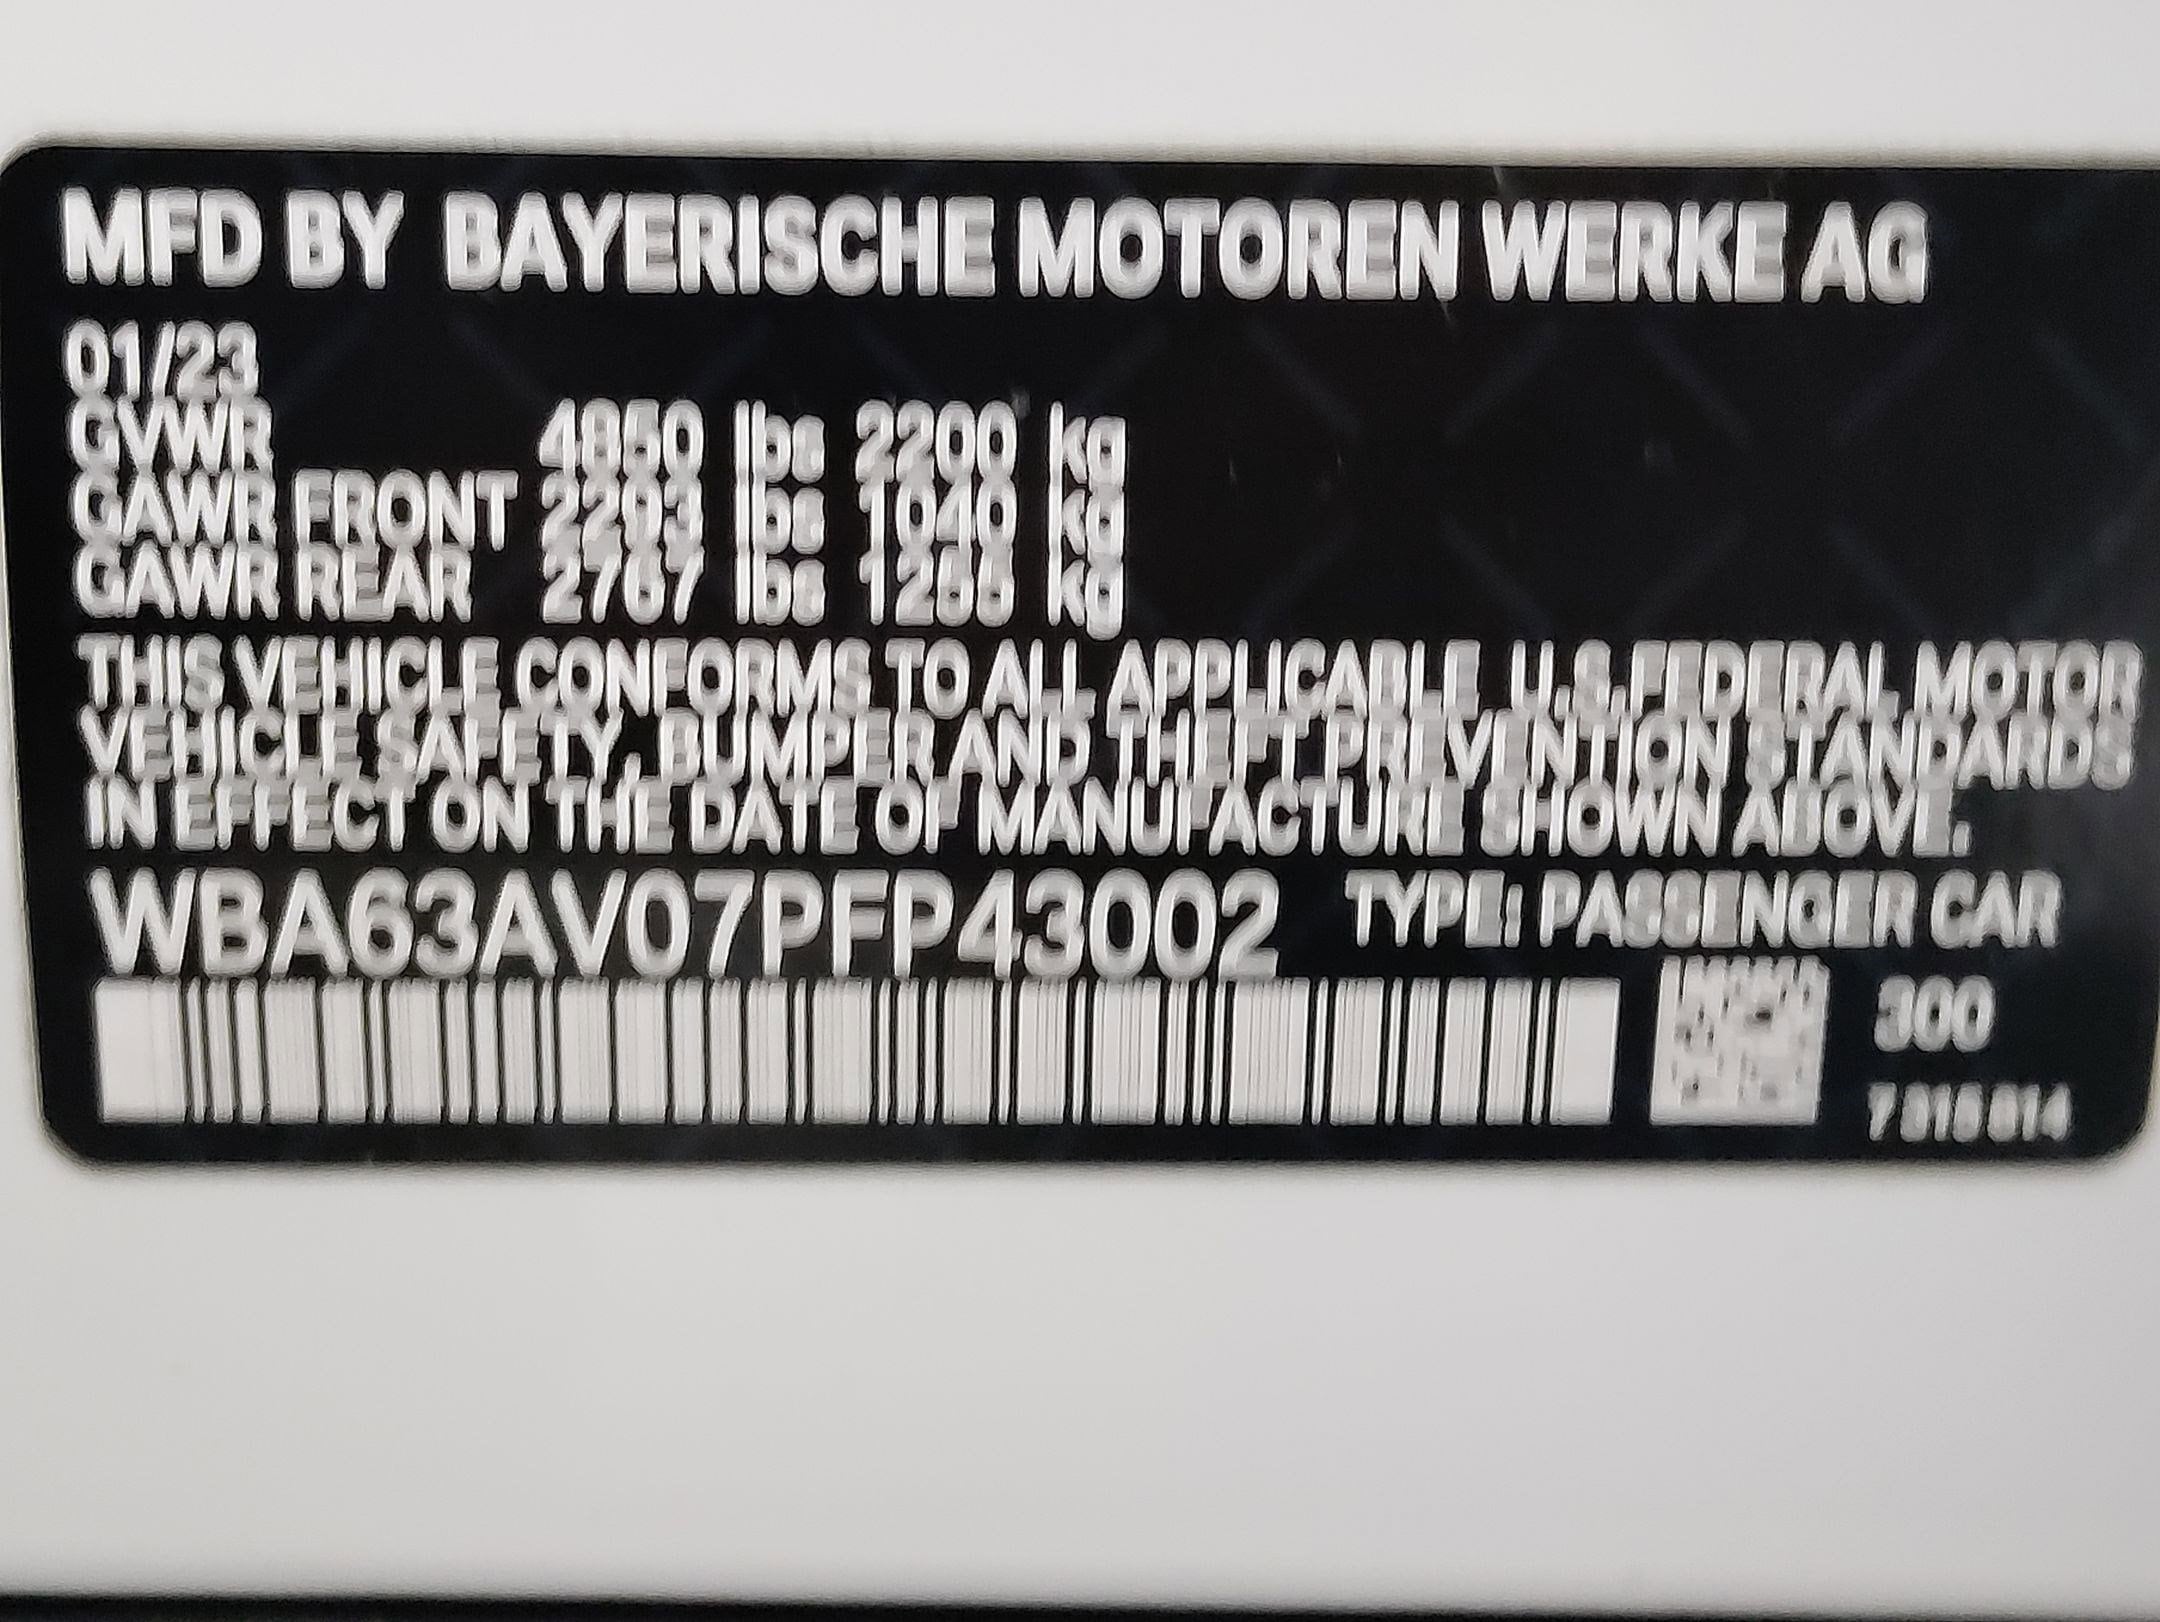 MFD BY BAYERISCHE MOTOREN WERKE AG
01/23
GVWR 4850 lbs 2200 kg
GAWR FRONT 2293 lbs 1040 kg
GAWR REAR 2767 lbs 1255 kg
THIS VEHICLE CONFORMS TO ALL APPLICABLE U.S.FEDERAL MOTOR
VEHICLE SAFETY, BUMPER AND THEFT PREVENTION STANDARDS
IN EFFECT ON THE DATE OF MANUFACTURE SHOWN ABOVE.
WBA63AV07PFP43002 TYPE: PASSENGER CAR
300